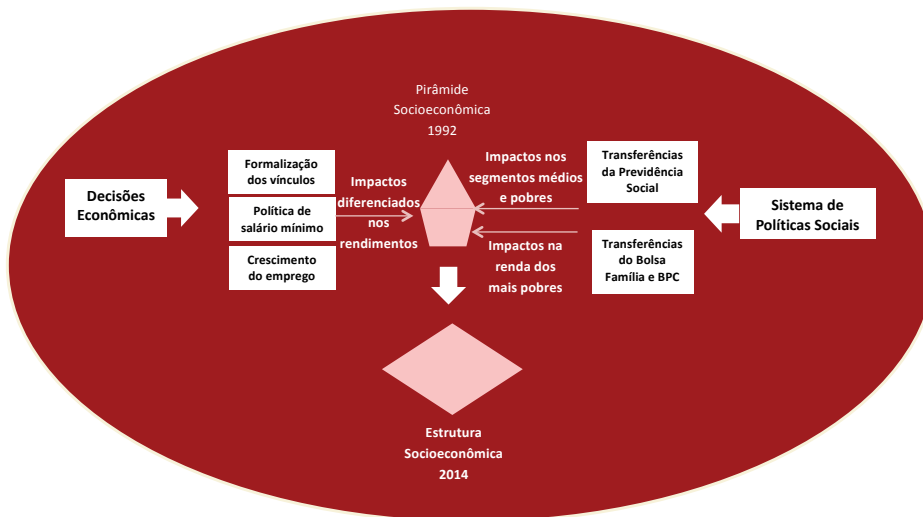 Pirâmide
Socioeconômica
1992
Decisões
Econômicas
Formalização
dos vínculos
Política de
salário mínimo
Crescimento
do emprego
Impactos
diferenciados
nos
rendimentos
Impactos nos
segmentos médios
e pobres
Impactos na
renda dos
mais pobres
Transferências
da Previdência
Social
Transferências
do Bolsa
Família e BPC
Sistema de
Políticas Sociais
Estrutura
Socioeconômica
2014